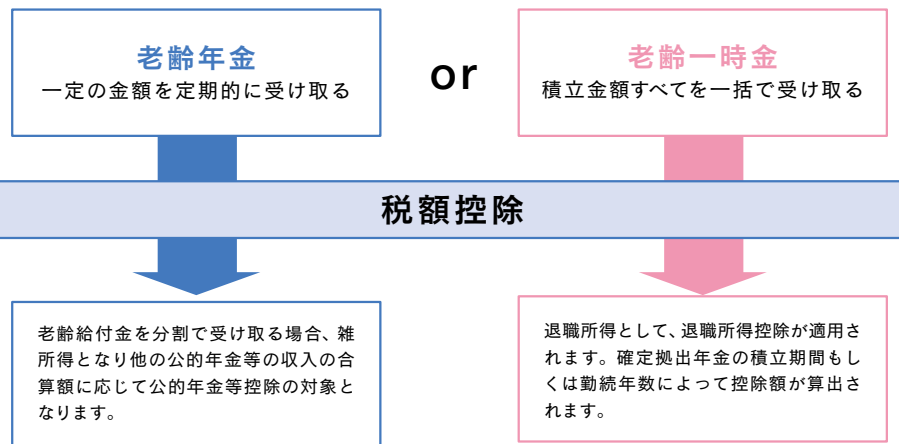 老齢年金
一定の金額を定期的に受け取る
or
老齢一時金
積立金額すべてを一括で受け取る
税額控除
老齢給付金を分割で受け取る場合、雑
所得となり他の公的年金等の収入の合
算額に応じて公的年金等控除の対象と
なります。
退職所得として、退職所得控除が適用さ
れます。確定拠出年金の積立期間もし
くは勤続年数によって控除額が算出さ
れます。